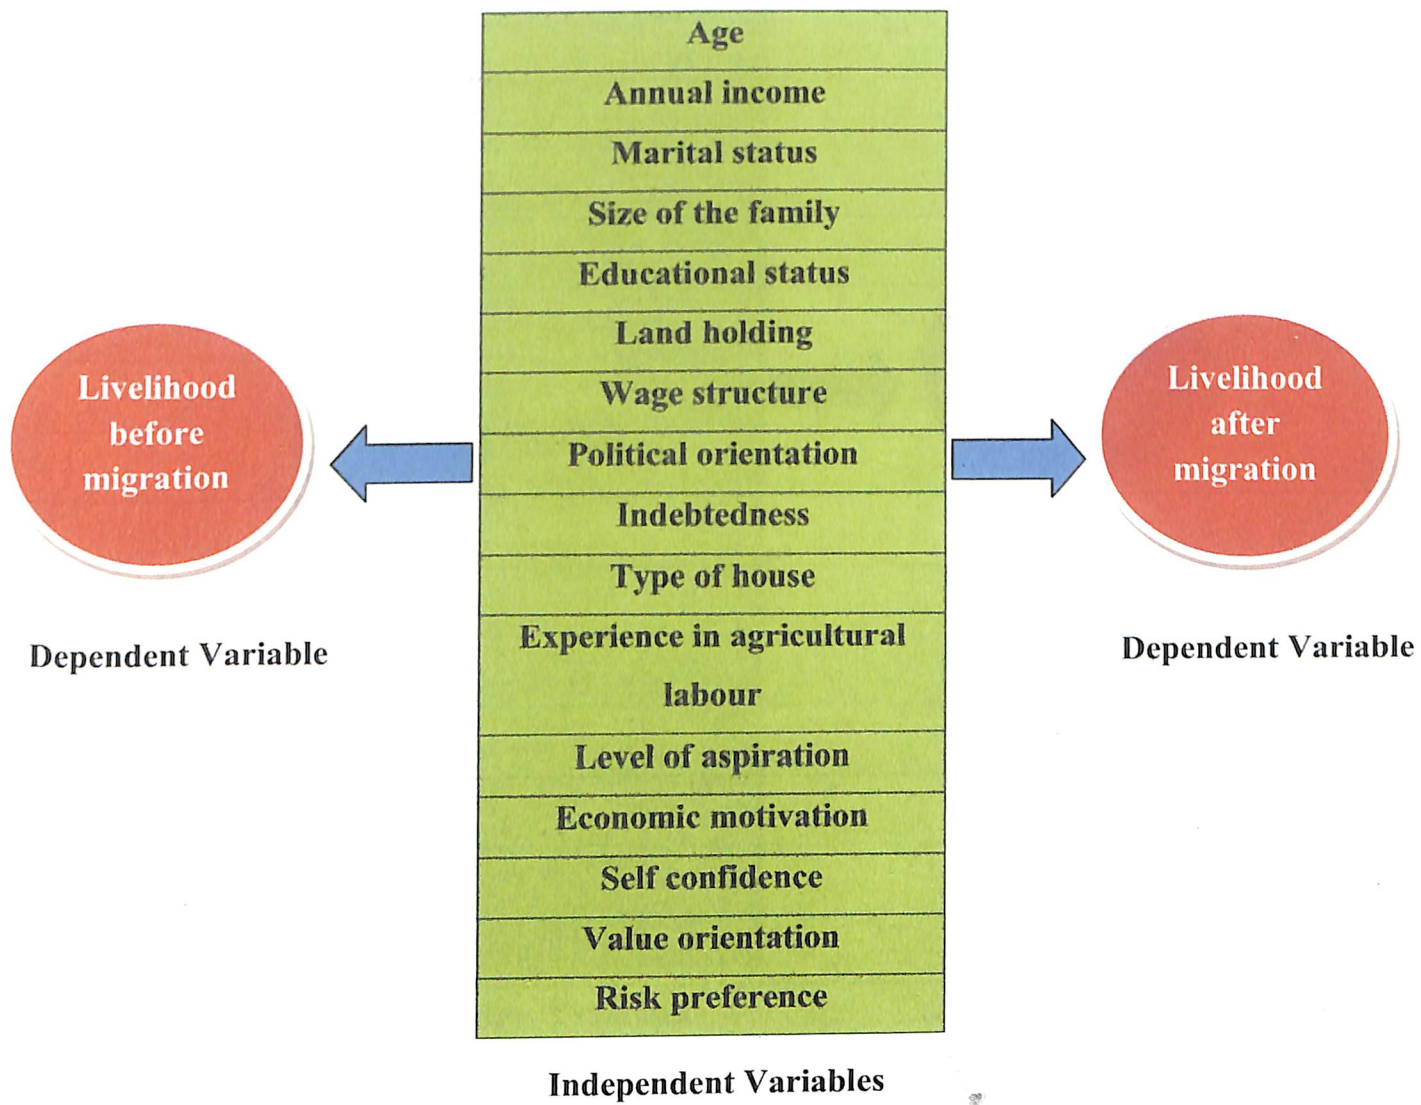 Age
Annual income
Marital status
Size of the family
Educational status
Land holding
Wage structure
Political orientation
Indebtedness
Type of house
Experience in agricultural
labour
Level of aspiration
Economic motivation
Self confidence
Value orientation
Risk preference
Independent Variables
Livelihood
before
migration
Dependent Variable
Livelihood
after
migration
Dependent Variable